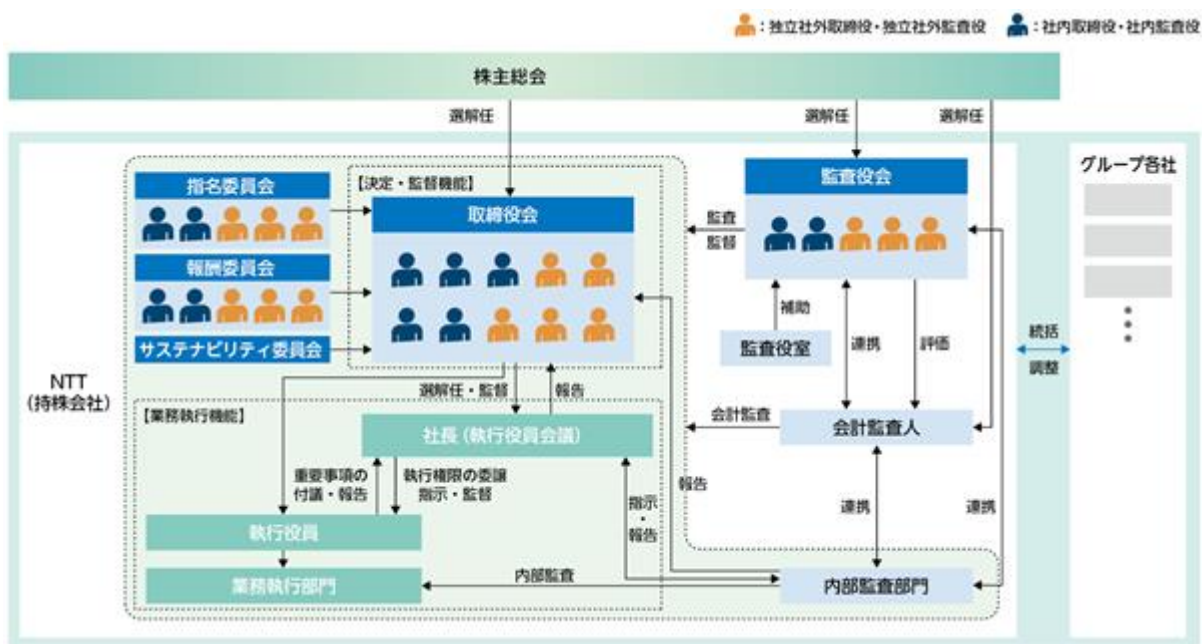 ：独立社外取締役・独立社外監査役
：社内取締役・社内監査役
株主総会
選解任
選解任
選解任
グループ各社
指名委員会
【決定・監督機能】
取締役会
監査役会
監査
監督
報酬委員会
サステナビリティ委員会
補助
監査役室
連携
評価
統括
調整
NTT
（持株会社）
選解任・監督
報告
【業務執行機能】
社長（執行役員会議）
会計監査
会計監査人
重要事項の
付議・報告
執行権限の委譲
指示・監督
報告
指示
・
報告
連携
連携
執行役員
業務執行部門
内部監査
内部監査部門